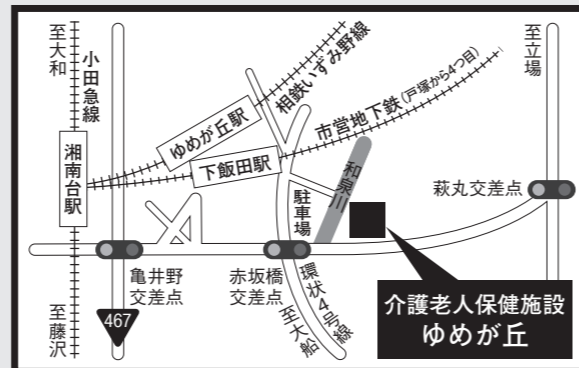 至大和
小田急線
湘南台駅
至藤沢
467
ゆめが丘駅
相鉄いずみ野線
下飯田駅
市営地下鉄(戸塚から4つ目)
至立場
和泉川
駐車場
萩丸交差点
亀井野
交差点
赤坂橋
交差点
環状4号線
至大船
介護老人保健施設
ゆめが丘